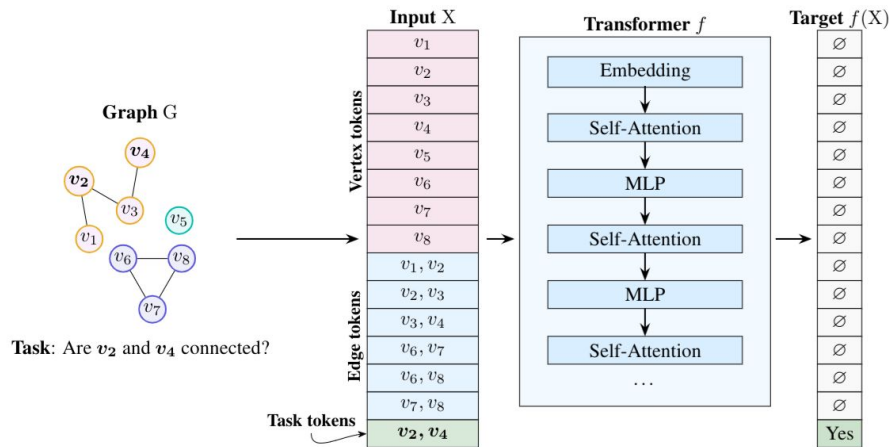 Graph G
v4
v2
v3
v5
v1
v6
v8
v7
Task: Are v2 and v4 connected?
Input X
Vertex tokens
v1
v2
v3
v4
v5
v6
v7
v8
Edge tokens
v1, v2
v2, v3
v3, v4
v6, v7
v6, v8
v7, v8
Task tokens
v2, v4
Transformer f
Embedding
Self-Attention
MLP
Self-Attention
MLP
Self-Attention
...
Target f(X)
∅
∅
∅
∅
∅
∅
∅
∅
∅
∅
∅
∅
∅
∅
Yes